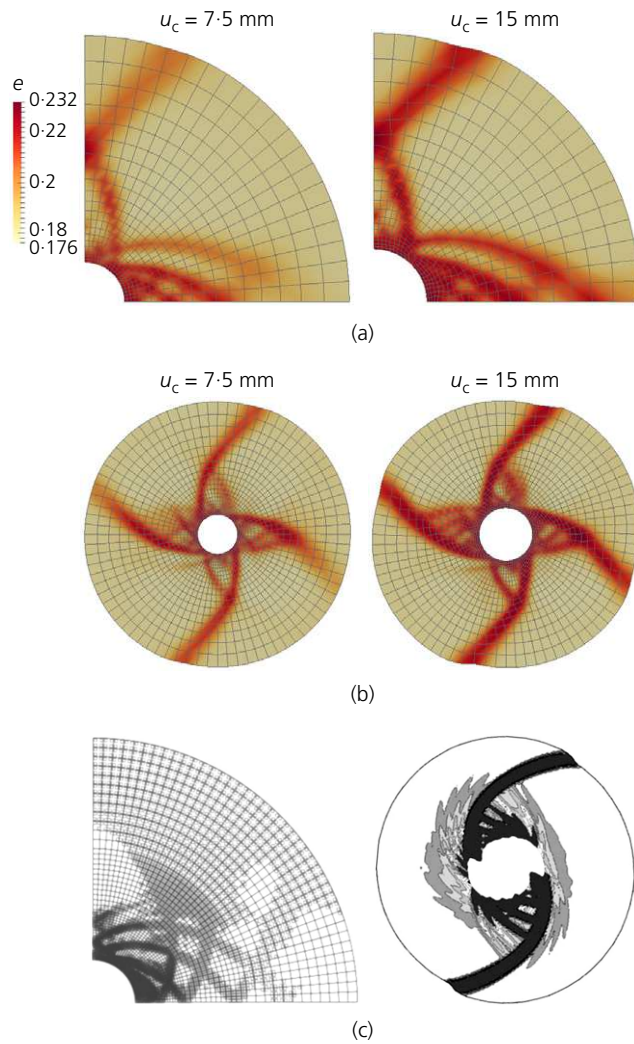 u_c = 7·5 mm
u_c = 15 mm
e
0·232
0·22
0·2
0·18
0·176
(a)
u_c = 7·5 mm
u_c = 15 mm
(b)
(c)